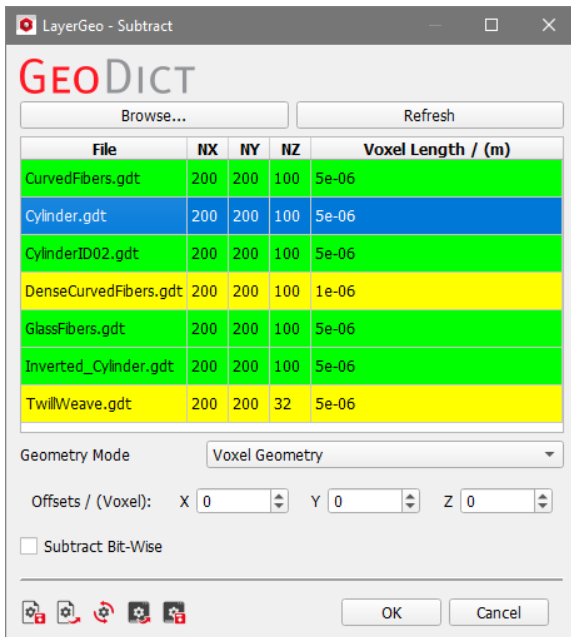 LayerGeo - Subtract
GEODICT
Browse... Refresh
File NX NY NZ Voxel Length / (m)
CurvedFibers.gdt 200 200 100 5e-06
Cylinder.gdt 200 200 100 5e-06
CylinderID02.gdt 200 200 100 5e-06
DenseCurvedFibers.gdt 200 200 100 1e-06
GlassFibers.gdt 200 200 100 5e-06
Inverted_Cylinder.gdt 200 200 100 5e-06
TwillWeave.gdt 200 200 32 5e-06
Geometry Mode Voxel Geometry
Offsets / (Voxel): X 0 Y 0 Z 0
Subtract Bit-Wise
OK Cancel